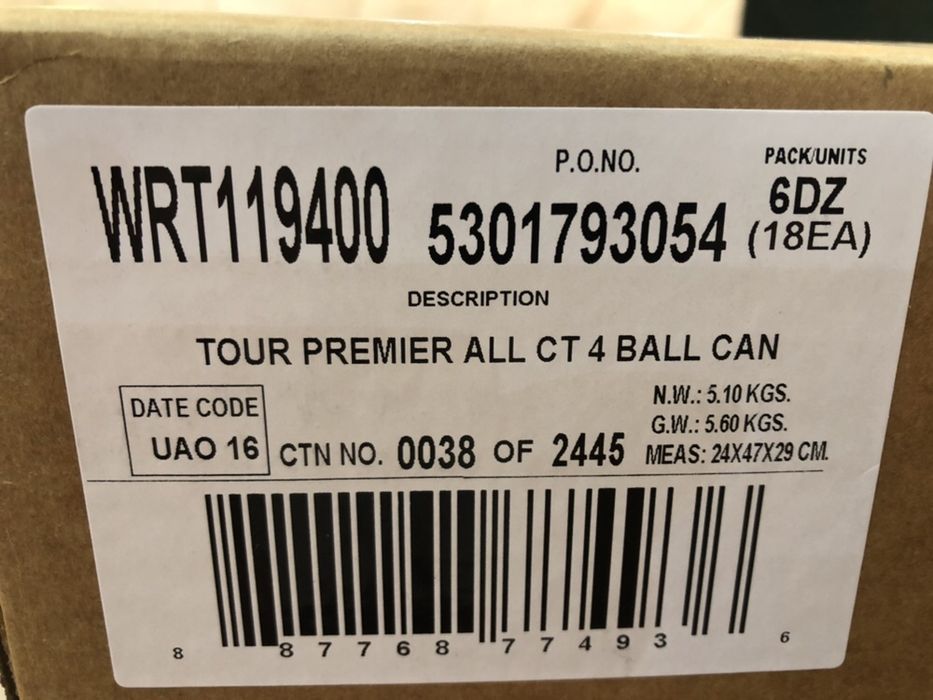 WRT119400
P.O.NO.
5301793054
PACK/UNITS
6DZ
(18EA)
DESCRIPTION
TOUR PREMIER ALL CT 4 BALL CAN
DATE CODE
UAO 16
CTN NO. 0038 OF 2445
N.W.: 5.10 KGS.
G.W.: 5.60 KGS.
MEAS: 24X47X29 CM.
8 87768 77493 6